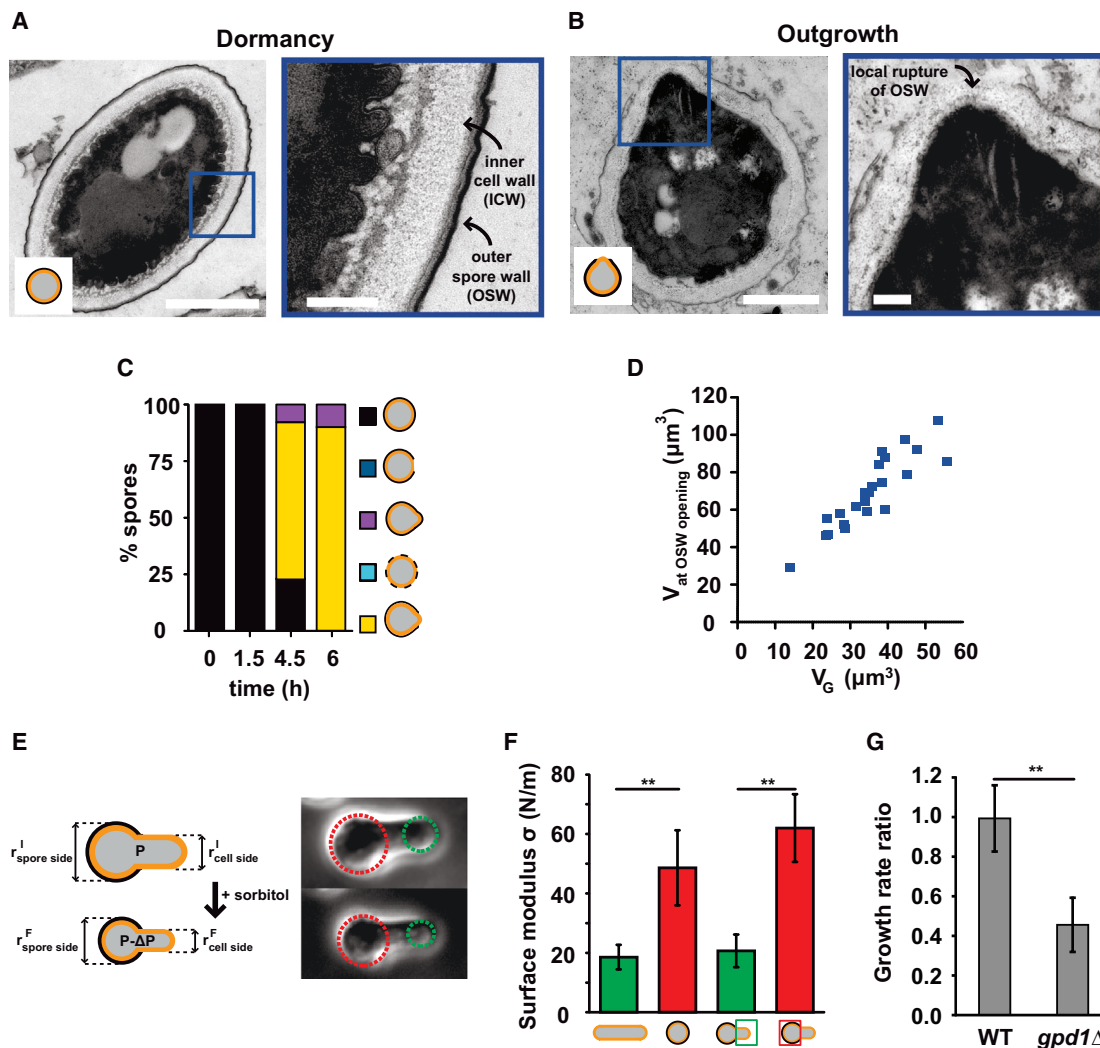 A
Dormancy
inner
cell wall
(ICW)
outer
spore wall
(OSW)
B
Outgrowth
local rupture
of OSW
C
100
75
50
25
0
% spores
0 1.5 4.5 6
time (h)
D
120
100
80
60
40
20
0
V at OSW opening (µm³)
0 10 20 30 40 50 60
V G (µm³)
E
r I spore side
P
r I cell side
+ sorbitol
r F spore side
P-ΔP
r F cell side
F
80
60
40
20
0
Surface modulus σ (N/m)
** **
G
1.2
1.0
0.8
0.6
0.4
0.2
0.0
Growth rate ratio
**
WT gpd1Δ